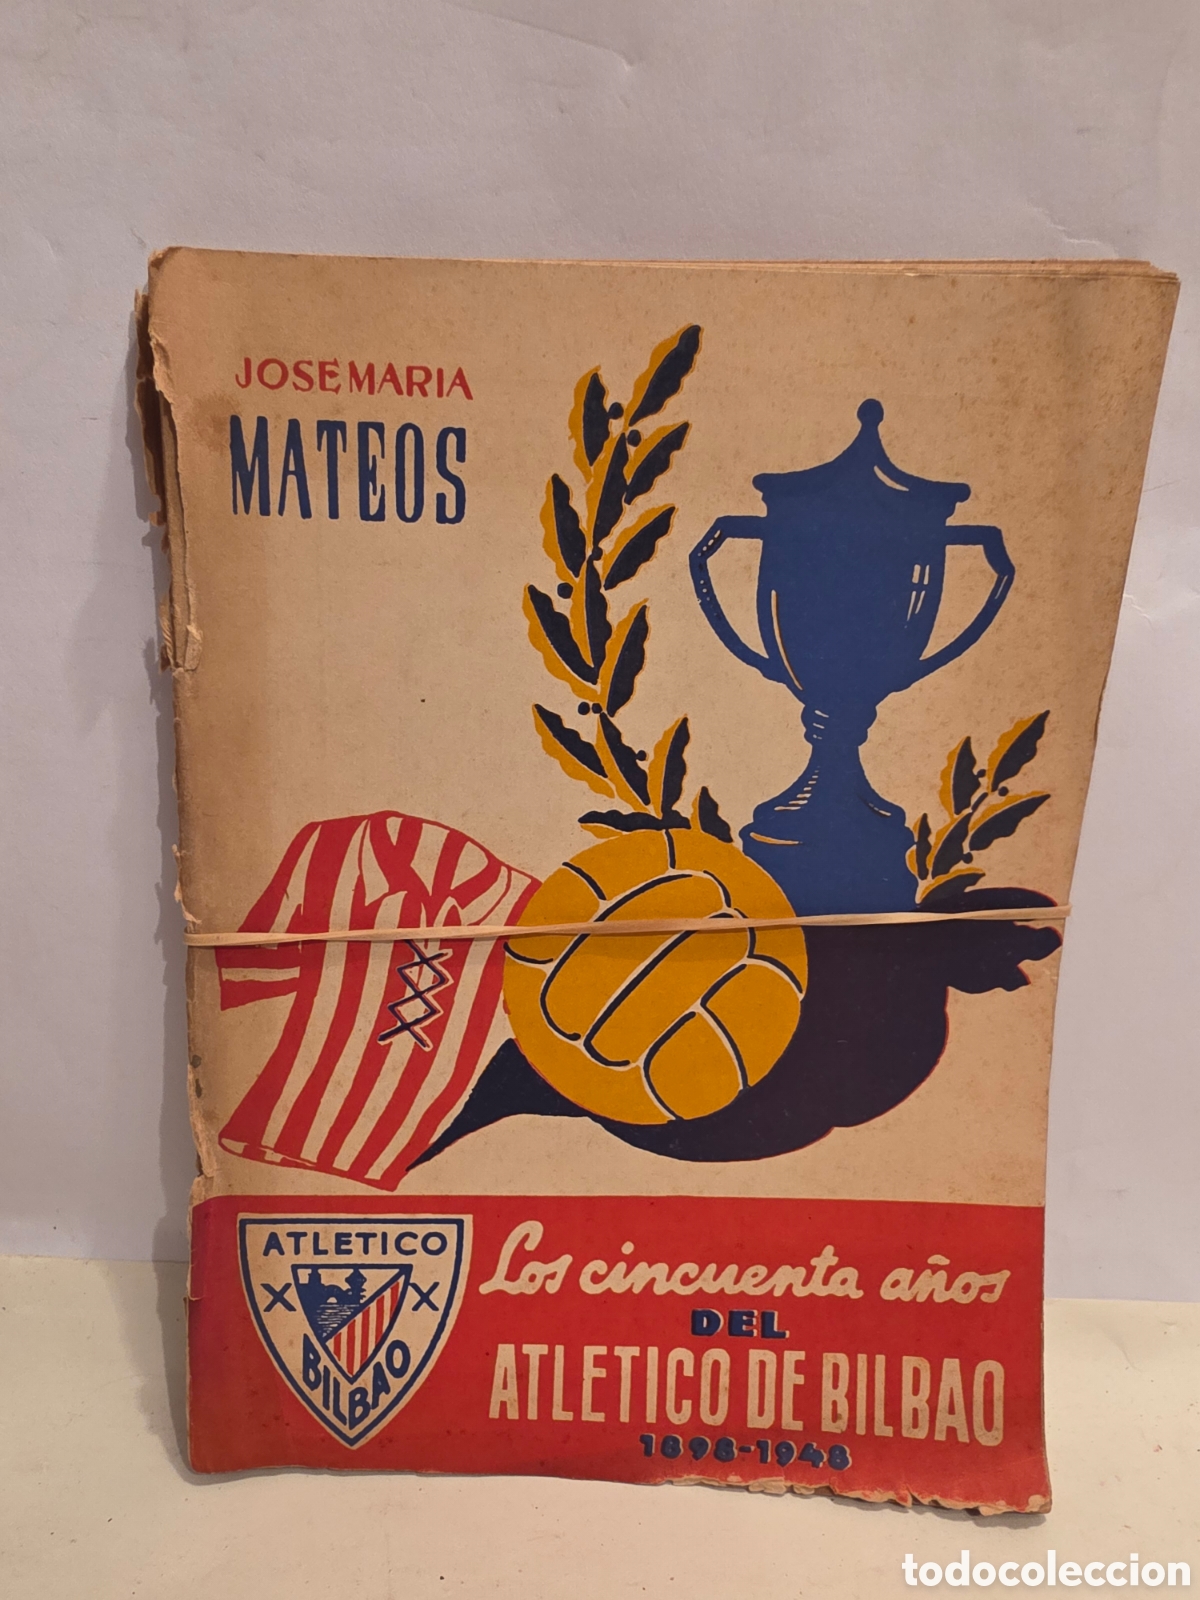 JOSE MARIA
MATEOS
ATLETICO
X X
BILBAO
Los cincuenta años
DEL
ATLETICO DE BILBAO
1898-1948
todocoleccion